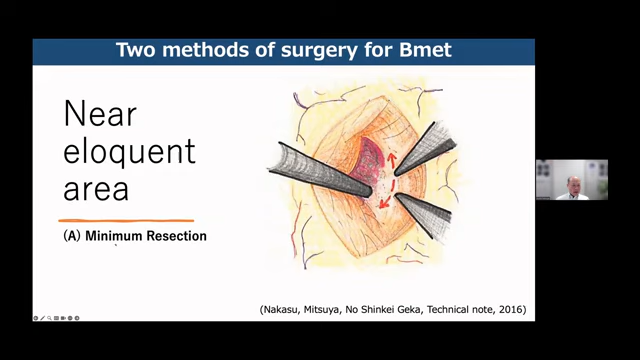 Two methods of surgery for Bmet
Near
eloquent
area
(A) Minimum Resection
(Nakasu, Mitsuya, No Shinkei Geka, Technical note, 2016)